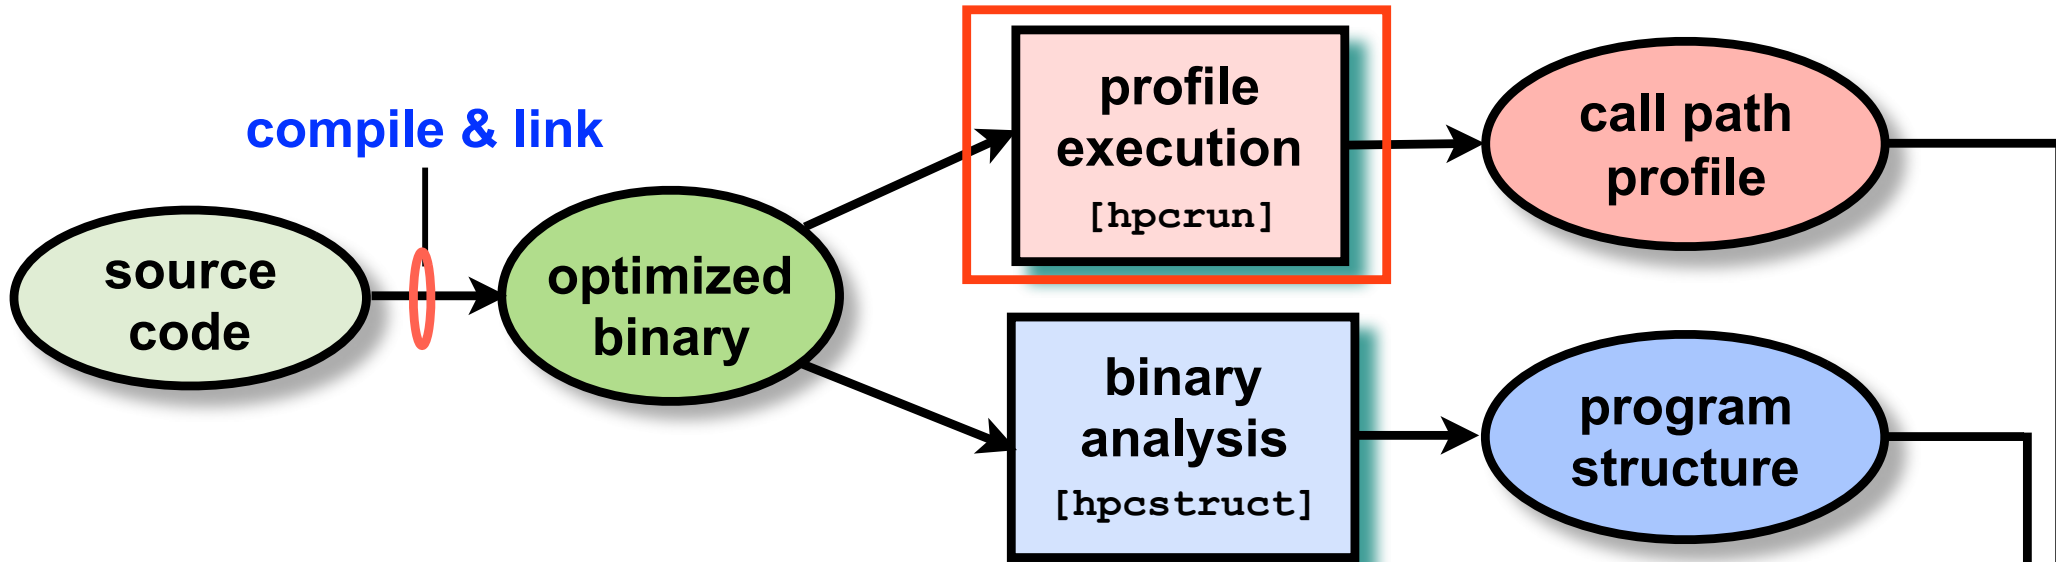 compile & link
source
code
optimized
binary
profile
execution
[hpcrun]
call path
profile
binary
analysis
[hpcstruct]
program
structure